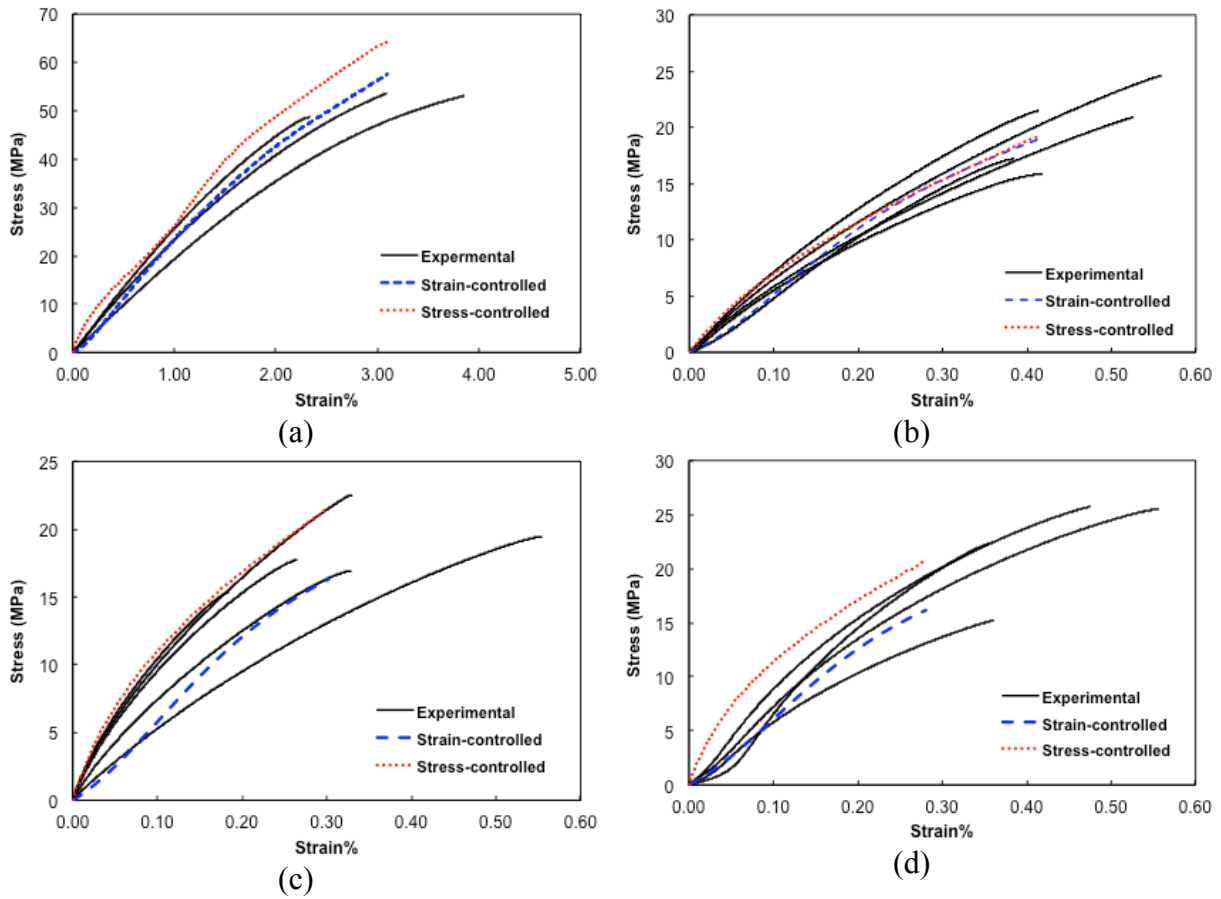 70
60
50
40
30
20
10
0
Stress (MPa)
0.00 1.00 2.00 3.00 4.00 5.00
Strain%
Expermental
Strain-controlled
Stress-controlled
(a)
30
25
20
15
10
5
0
Stress (MPa)
0.00 0.10 0.20 0.30 0.40 0.50 0.60
Strain%
Experimental
Strain-controlled
Stress-controlled
(b)
25
20
15
10
5
0
Stress (MPa)
0.00 0.10 0.20 0.30 0.40 0.50 0.60
Strain%
Experimental
Strain-controlled
Stress-controlled
(c)
30
25
20
15
10
5
0
Stress (MPa)
0.00 0.10 0.20 0.30 0.40 0.50 0.60
Strain%
Experimental
Strain-controlled
Stress-controlled
(d)